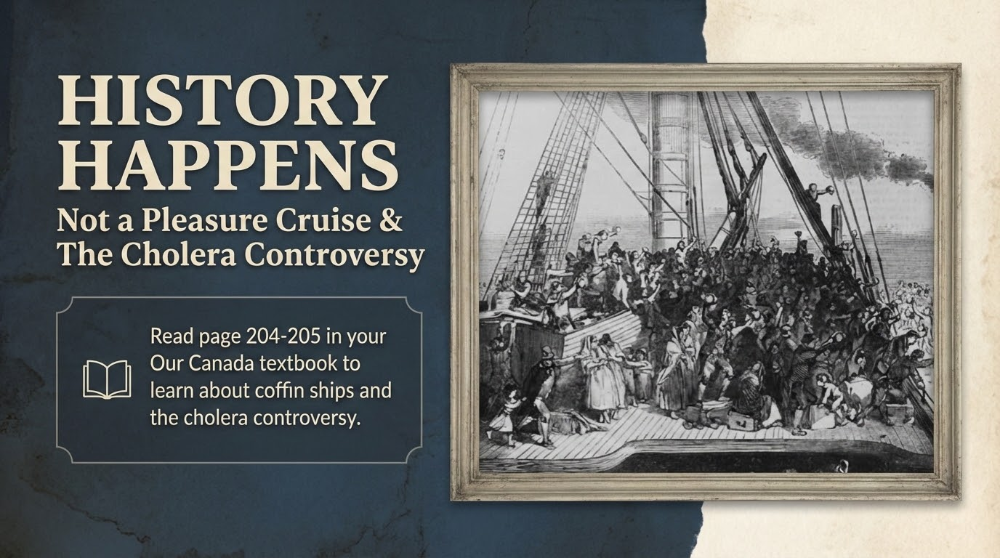 HISTORY
HAPPENS
Not a Pleasure Cruise &
The Cholera Controversy
Read page 204-205 in your
Our Canada textbook to
learn about coffin ships and
the cholera controversy.